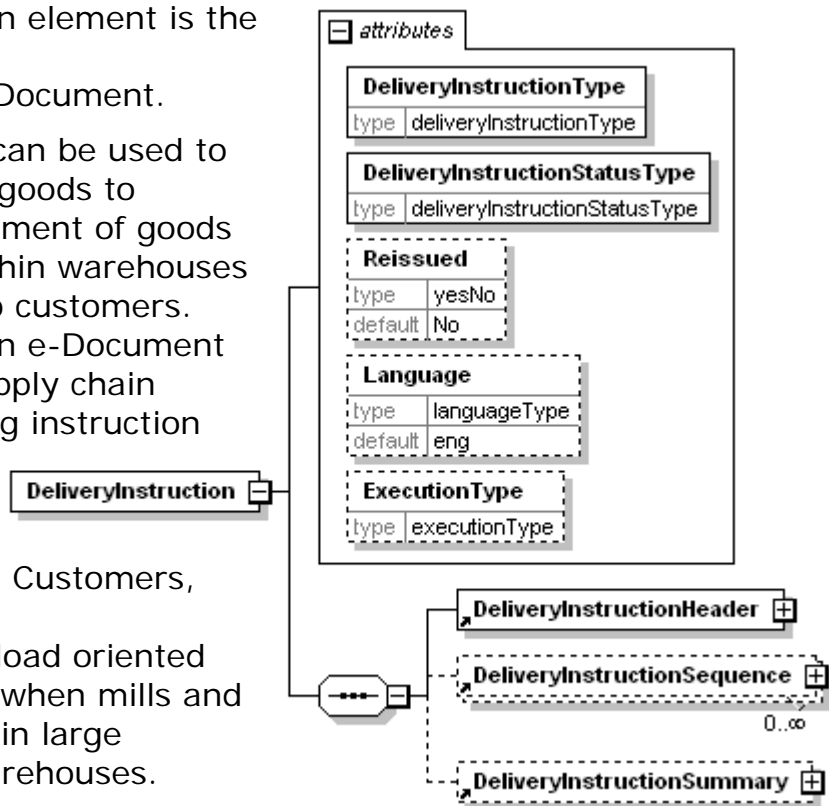 n element is the
Document.
can be used to
goods to
ment of goods
hin warehouses
o customers.
n e-Document
pply chain
g instruction
Customers,
load oriented
when mills and
in large
rehouses.
attributes
DeliveryInstructionType
type deliveryInstructionType
DeliveryInstructionStatusType
type deliveryInstructionStatusType
Reissued
type yesNo
default No
Language
type languageType
default eng
ExecutionType
type executionType
DeliveryInstruction
DeliveryInstructionHeader
DeliveryInstructionSequence
0..∞
DeliveryInstructionSummary